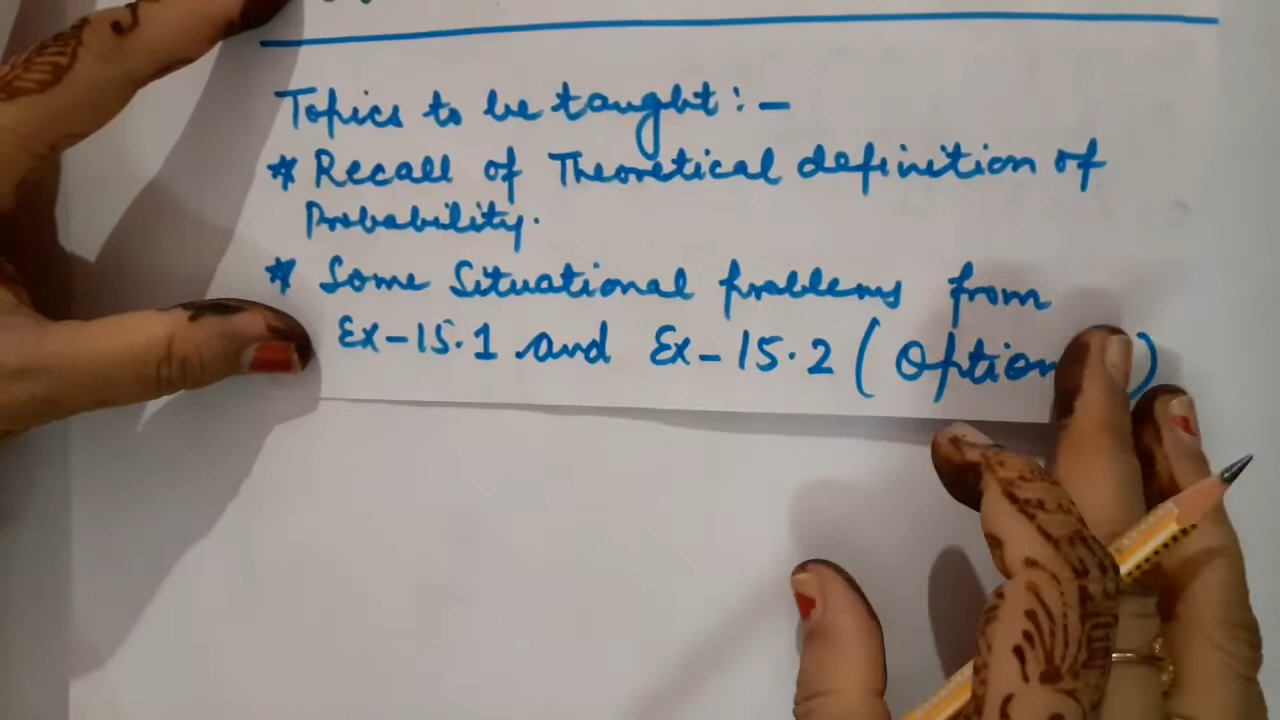 Topics to be taught:-
* Recall of Theoretical definition of
Probability.
* Some Situational problems from
Ex-15.1 and Ex-15.2 (